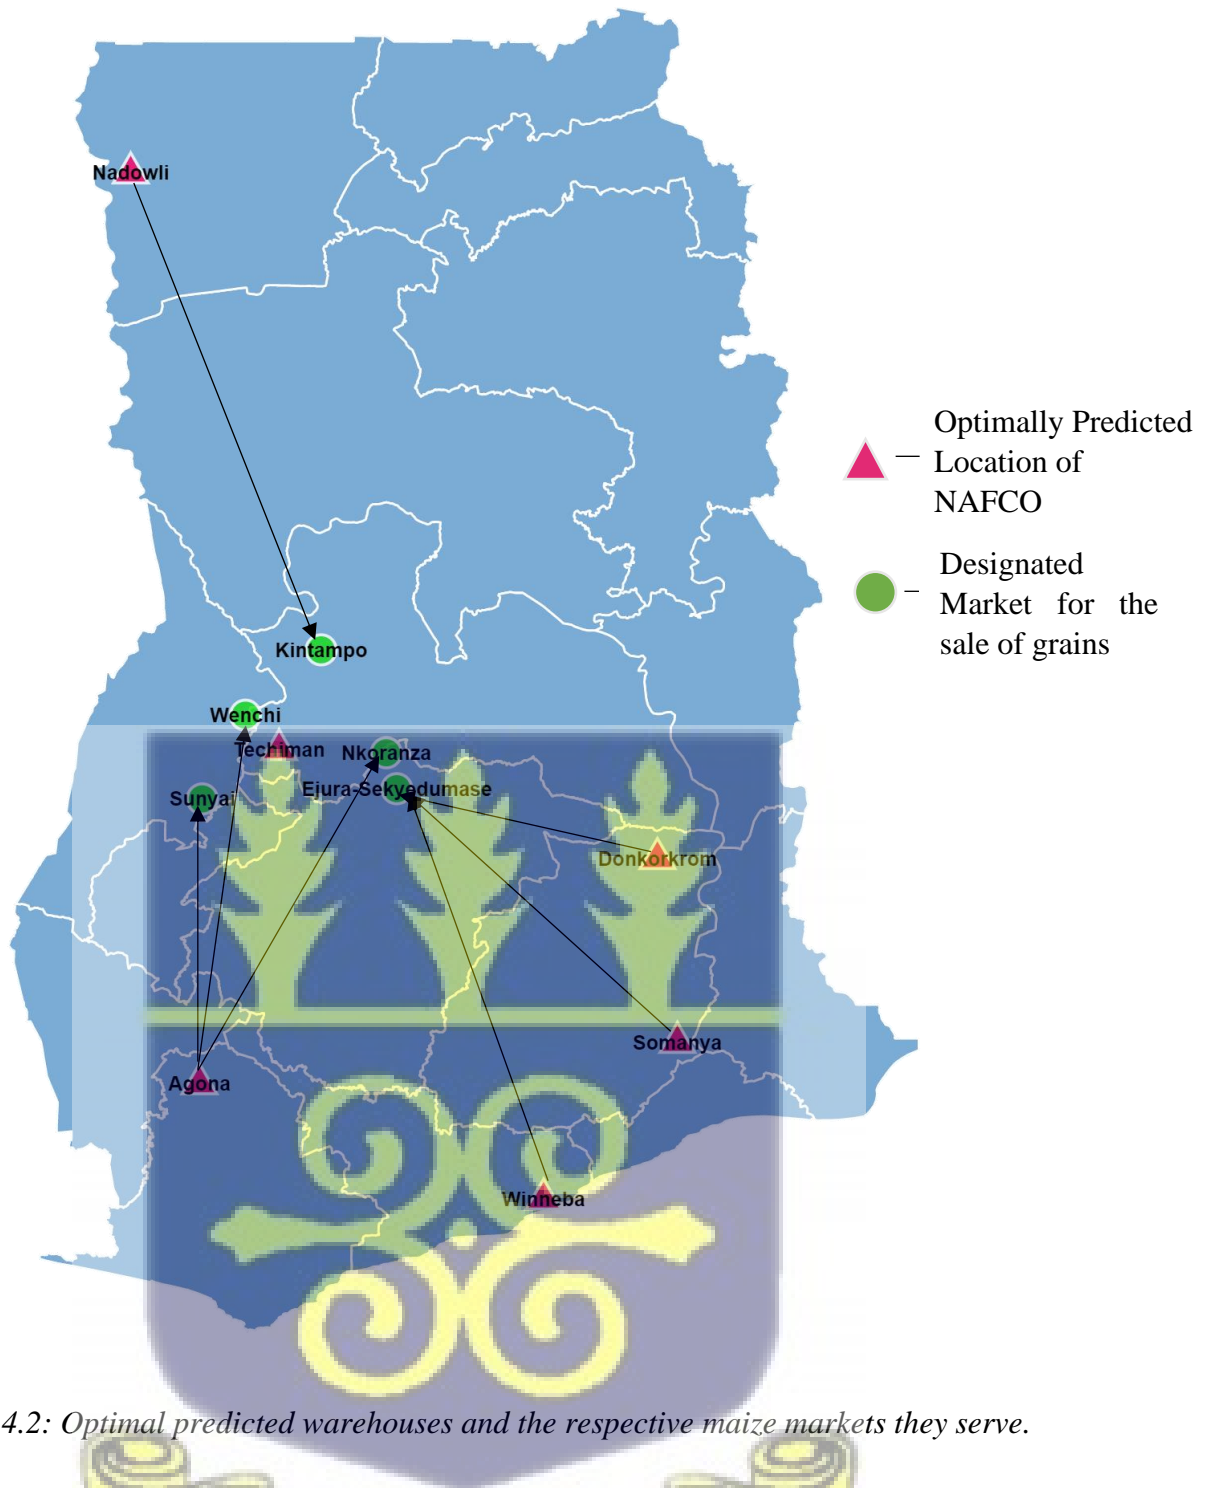 Nadowli
Optimally Predicted
Location of
NAFCO
Designated
Market for the
sale of grains
Kintampo
Wenchi
Techiman
Nkoranza
Sunyai
Ejura-Sekyedumase
Donkorkrom
Somanya
Agona
Winneba
4.2: Optimal predicted warehouses and the respective maize markets they serve.